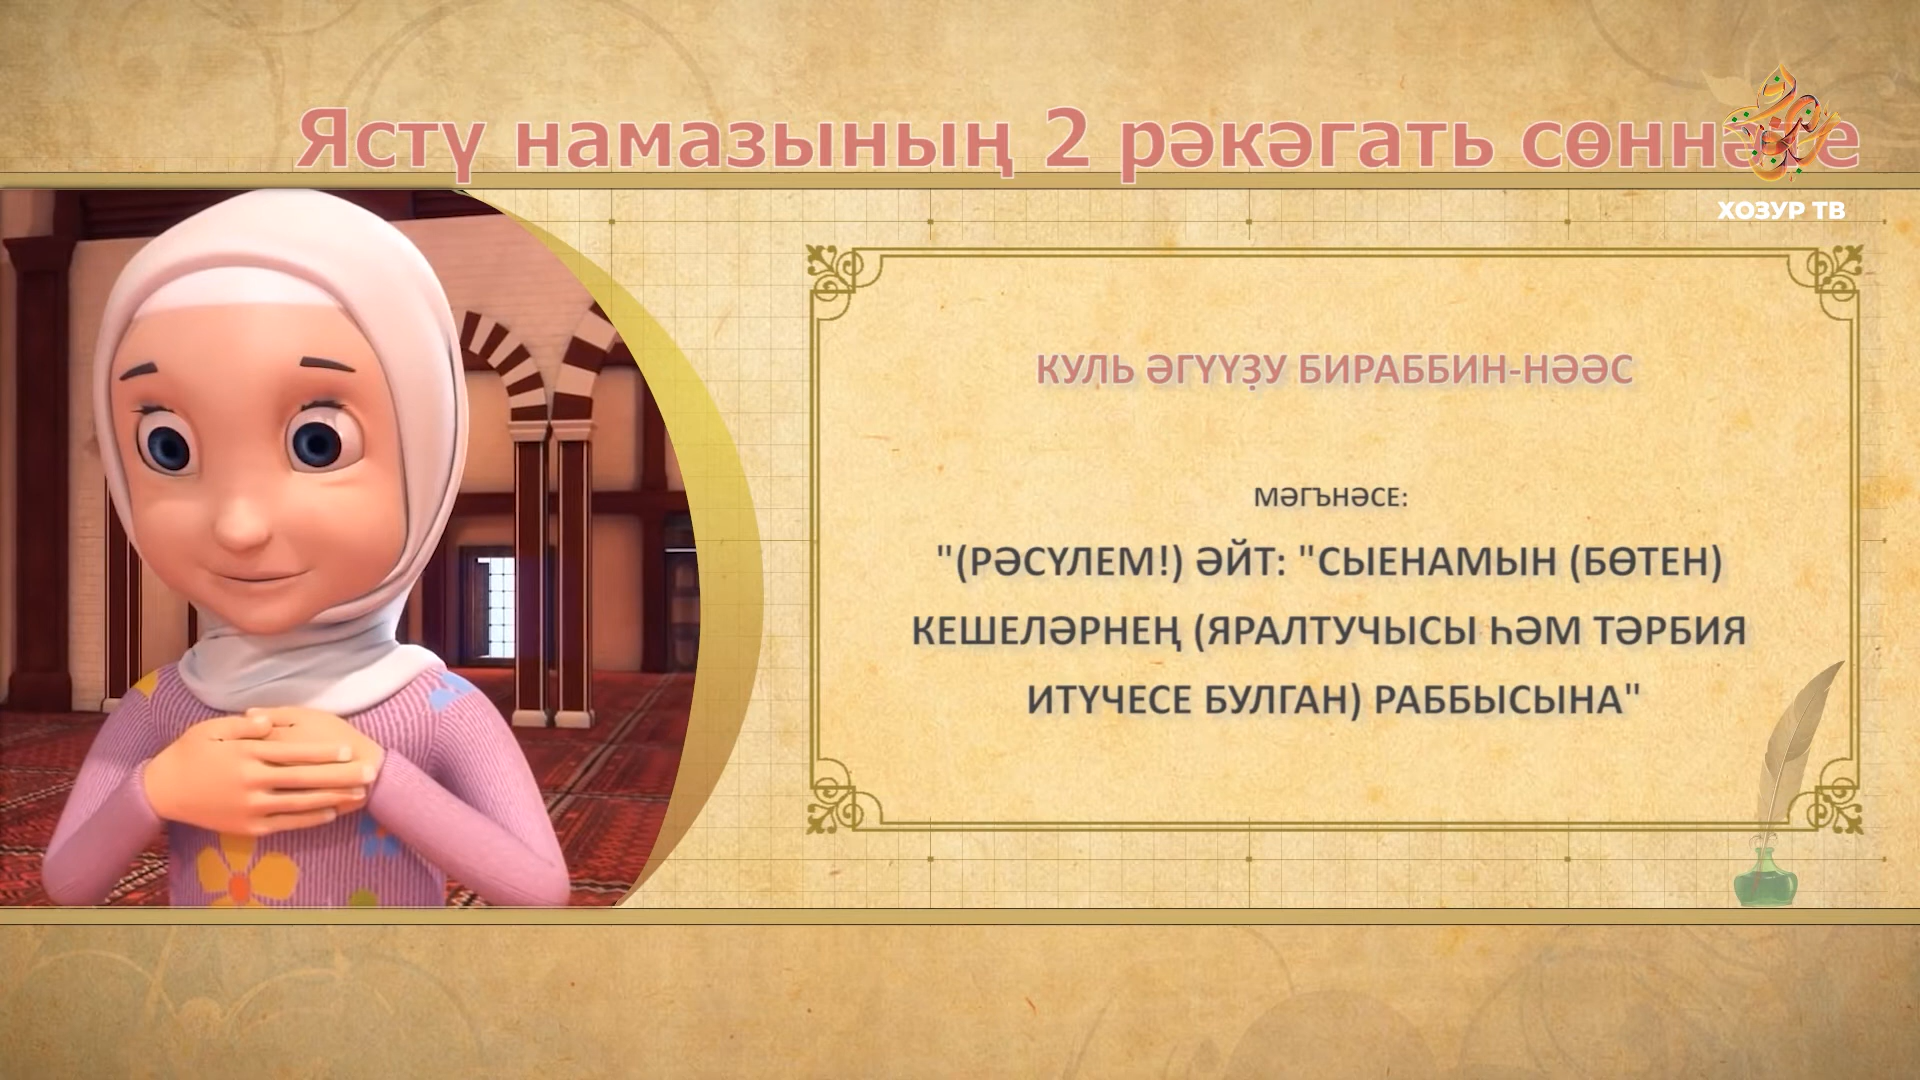 Ясту намазының 2 рәкәгать сөннәте
ХОЗУР ТВ
КУЛЬ ӘГҮҮҘУ БИРАББИН-НӘӘС
МӘГЪНӘСЕ:
"(РӘСҮЛЕМ!) ӘЙТ: "СЫЕНАМЫН (БӨТЕН)
КЕШЕЛӘРНЕҢ (ЯРАЛТУЧЫСЫ ҺӘМ ТӘРБИЯ
ИТҮЧЕСЕ БУЛГАН) РАББЫСЫНА"